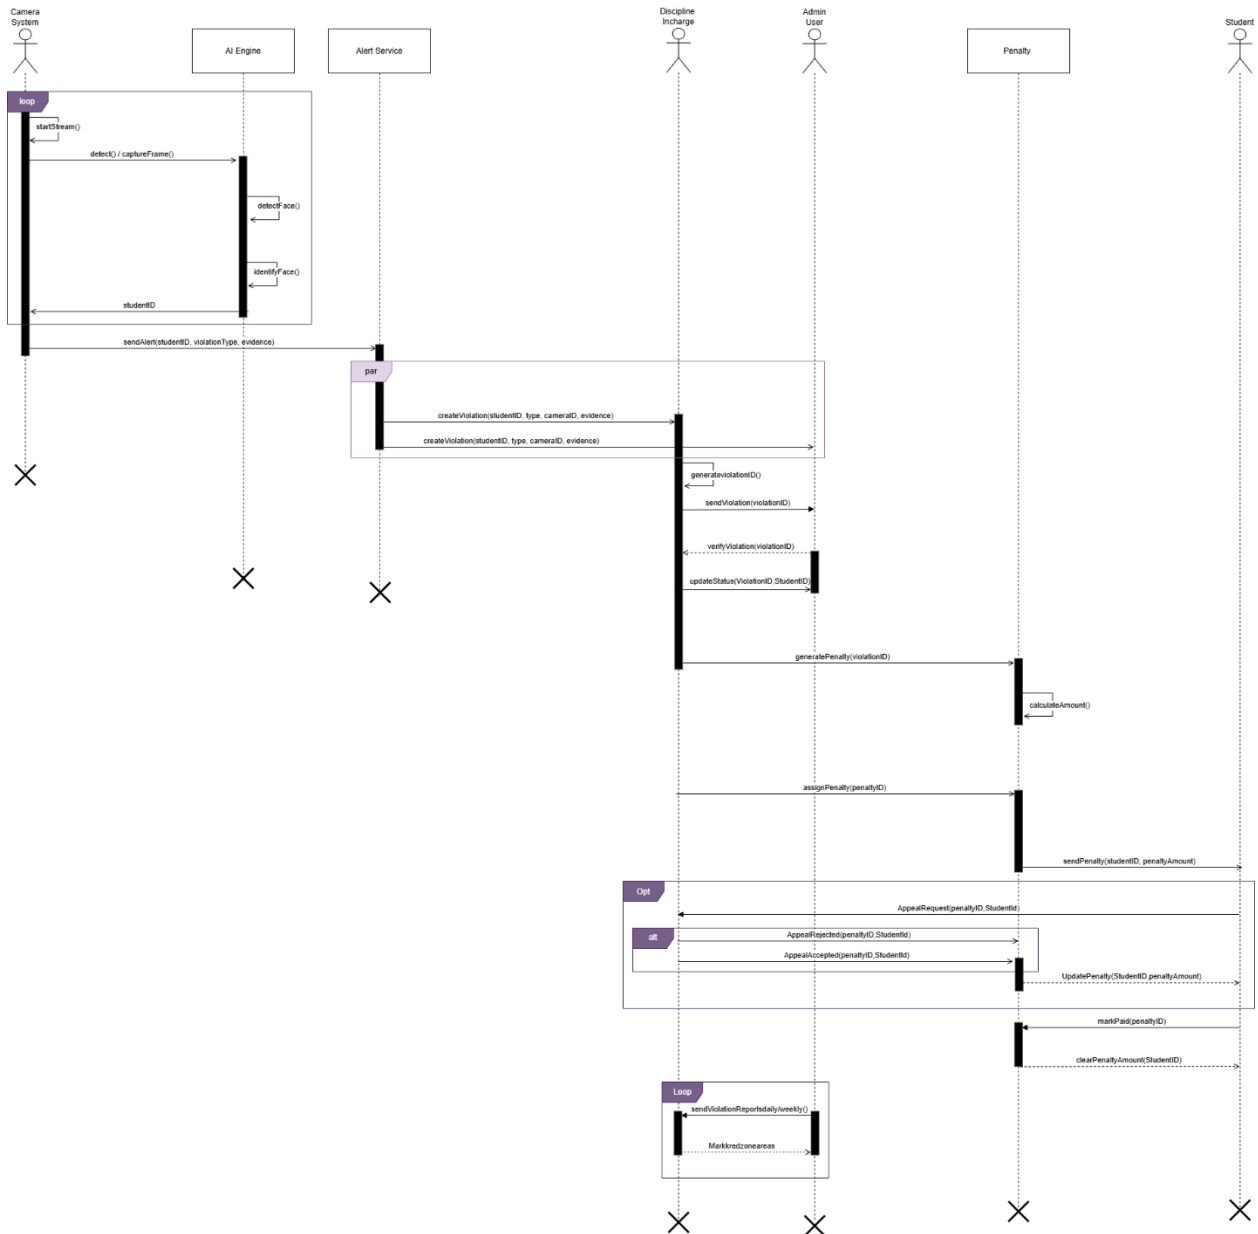 Camera
System
AI Engine
Alert Service
Discipline
Incharge
Admin
User
Penalty
Student
loop
startStream()
detect() / captureFrame()
detectFace()
identifyFace()
studentID
sendAlert(studentID, violationType, evidence)
par
createViolation(studentID, type, cameraID, evidence)
createViolation(studentID, type, cameraID, evidence)
generateviolationID()
sendViolation(violationID)
verifyViolation(violationID)
updateStatus(ViolationID,StudentID)
generatePenalty(violationID)
calculateAmount()
assignPenalty(penaltyID)
sendPenalty(studentID, penaltyAmount)
Opt
AppealRequest(penaltyID,StudentId)
alt
AppealRejected(penaltyID,StudentId)
AppealAccepted(penaltyID,StudentId)
UpdatePenalty(StudentID,penaltyAmount)
markPaid(penaltyID)
clearPenaltyAmount(StudentID)
Loop
sendViolationReportsdaily/weekly()
Markkredzoneareas